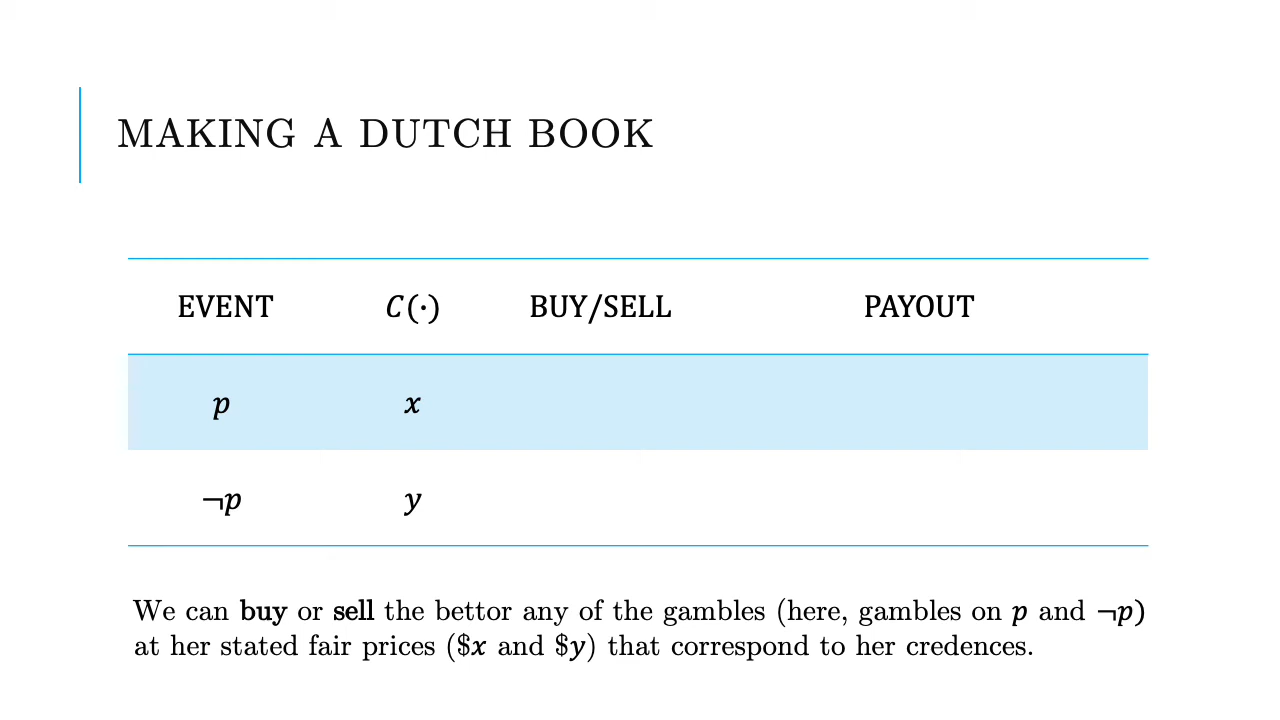 MAKING A DUTCH BOOK
EVENT C(·) BUY/SELL PAYOUT
p x
¬p y
We can buy or sell the bettor any of the gambles (here, gambles on p and ¬p)
at her stated fair prices ($x and $y) that correspond to her credences.